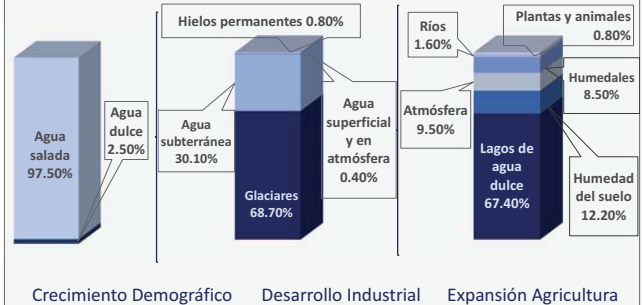 Agua
salada
97.50%
Agua
dulce
2.50%
Hielos permanentes 0.80%
Agua
subterránea
30.10%
Glaciares
68.70%
Agua
superficial
y en
atmósfera
0.40%
Ríos
1.60%
Plantas y animales
0.80%
Atmósfera
9.50%
Humedales
8.50%
Lagos de
agua
dulce
67.40%
Humedad
del suelo
12.20%
Crecimiento Demográfico Desarrollo Industrial Expansión Agricultura